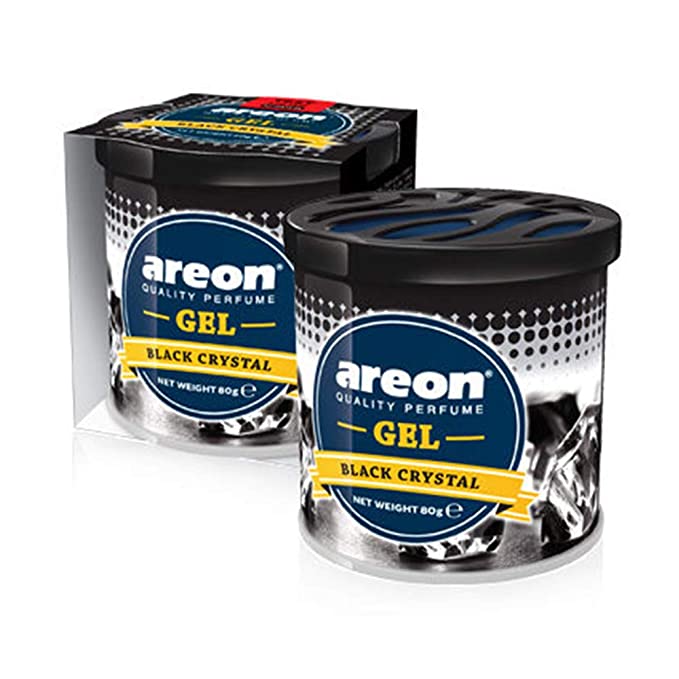 areon
GEL
BLACK CRYSTAL
areon®
QUALITY PERFUME
GEL
BLACK CRYSTAL
NET WEIGHT 80g ℮
areon®
QUALITY PERFUME
GEL
BLACK CRYSTAL
NET WEIGHT 80g ℮